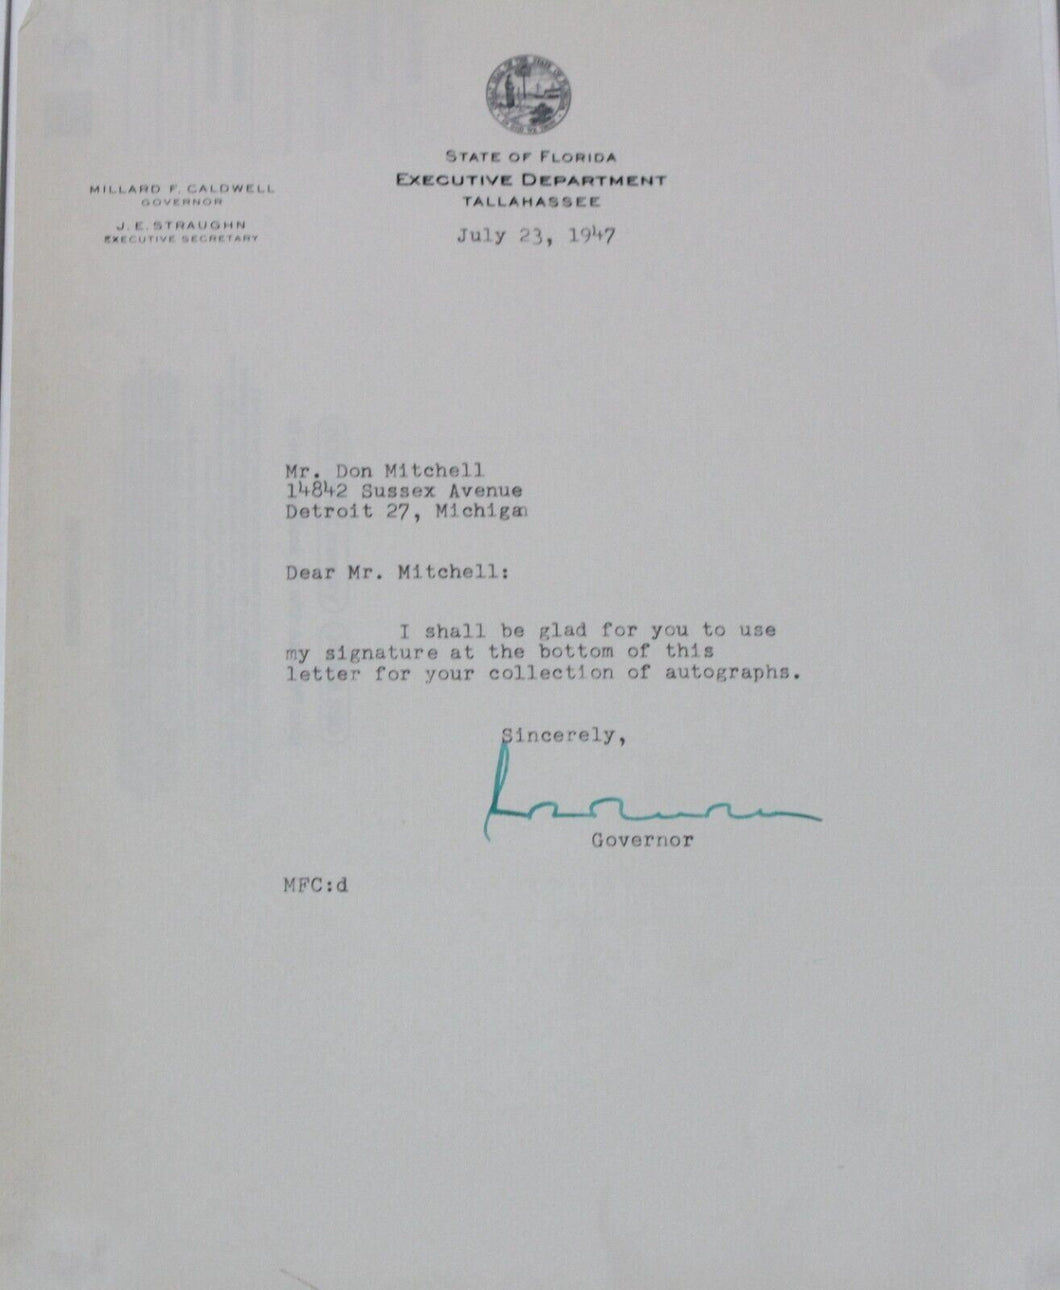 STATE OF FLORIDA
EXECUTIVE DEPARTMENT
TALLAHASSEE
MILLARD F. CALDWELL
GOVERNOR
J. E. STRAUGHN
EXECUTIVE SECRETARY
July 23, 1947
Mr. Don Mitchell
14842 Sussex Avenue
Detroit 27, Michigan
Dear Mr. Mitchell:
I shall be glad for you to use
my signature at the bottom of this
letter for your collection of autographs.
Sincerely,
Governor
MFC:d